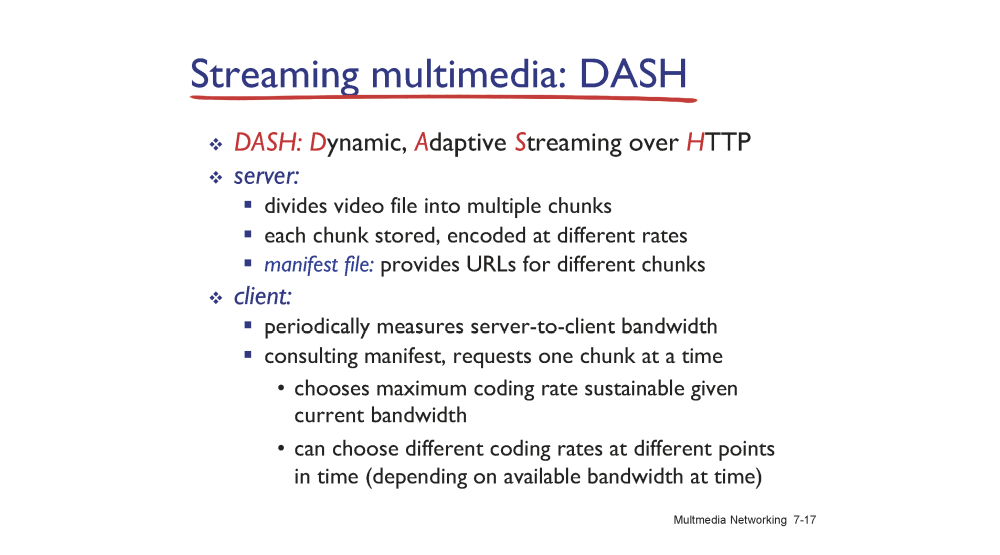 Streaming multimedia: DASH
❖ DASH: Dynamic, Adaptive Streaming over HTTP
❖ server:
▪ divides video file into multiple chunks
▪ each chunk stored, encoded at different rates
▪ manifest file: provides URLs for different chunks
❖ client:
▪ periodically measures server-to-client bandwidth
▪ consulting manifest, requests one chunk at a time
• chooses maximum coding rate sustainable given
current bandwidth
• can choose different coding rates at different points
in time (depending on available bandwidth at time)
Multmedia Networking 7-17